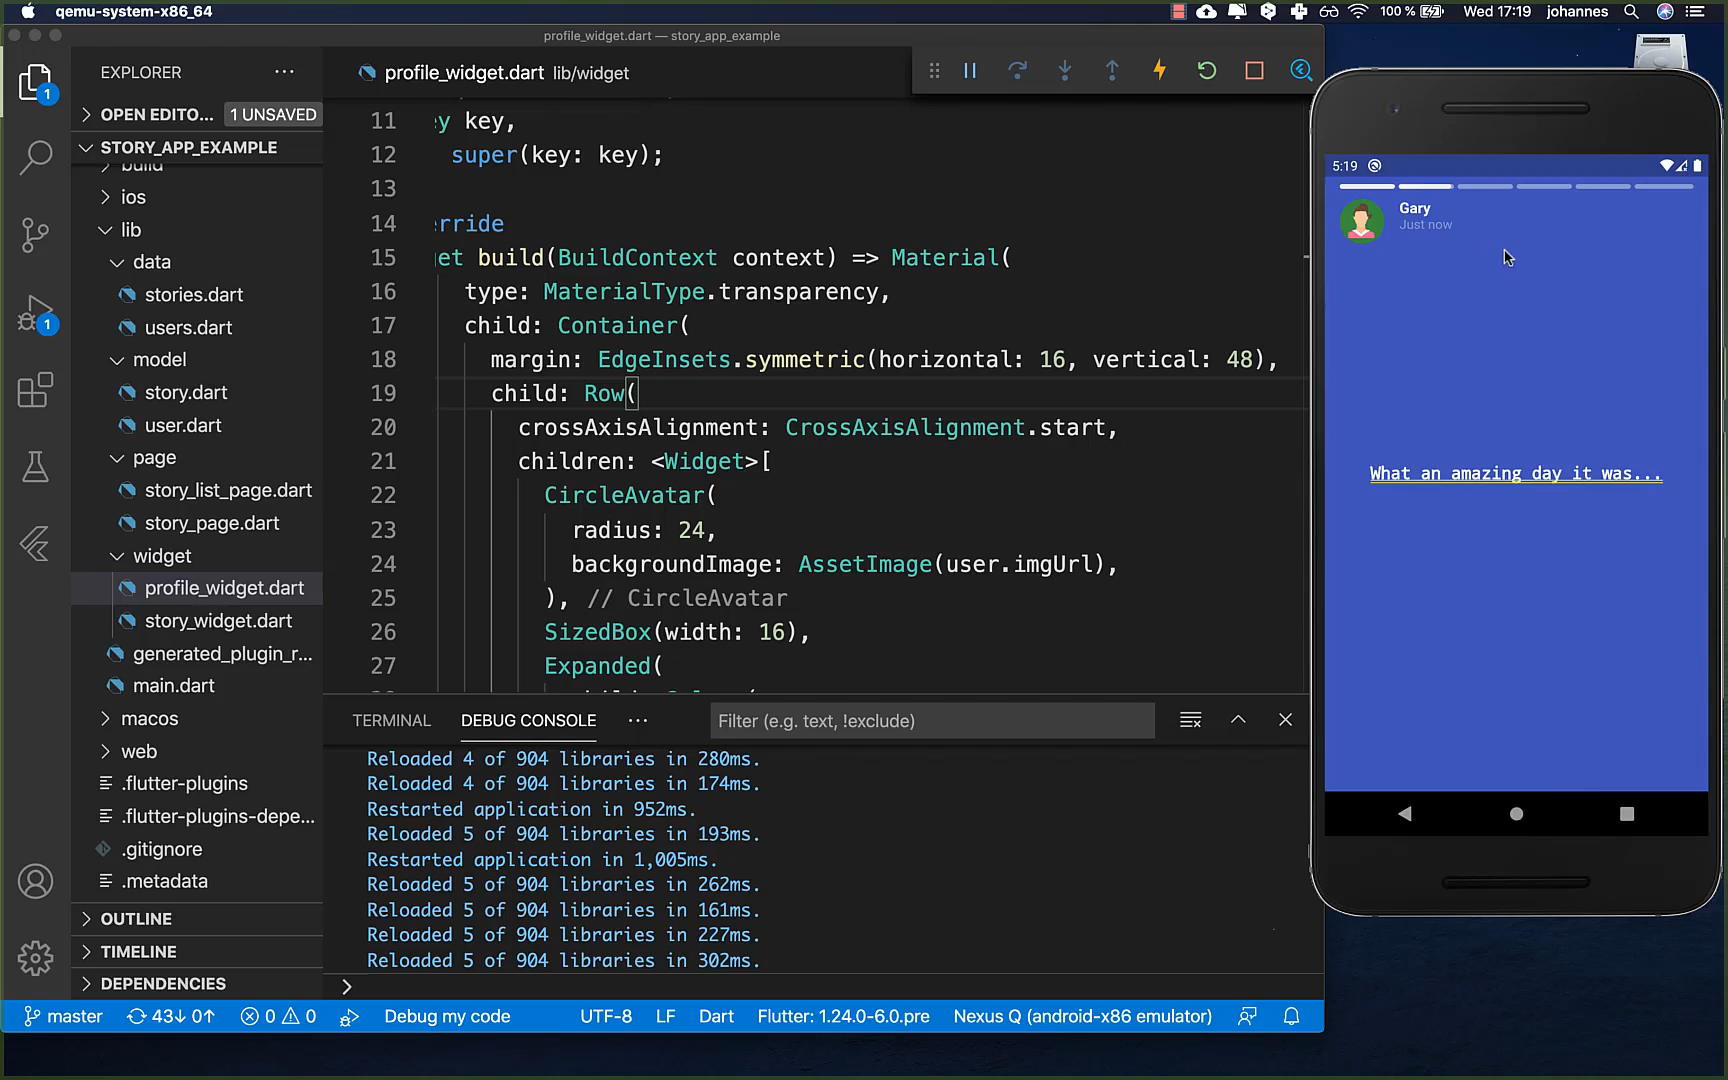 qemu-system-x86_64
100 %
Wed 17:19
johannes
profile_widget.dart — story_app_example
EXPLORER
OPEN EDITO...
1 UNSAVED
STORY_APP_EXAMPLE
build
ios
lib
data
stories.dart
users.dart
model
story.dart
user.dart
page
story_list_page.dart
story_page.dart
widget
profile_widget.dart
story_widget.dart
generated_plugin_r...
main.dart
macos
web
.flutter-plugins
.flutter-plugins-depe...
.gitignore
.metadata
OUTLINE
TIMELINE
DEPENDENCIES
1
1
profile_widget.dart lib/widget
11 y key,
12 super(key: key);
13
14 rride
15 et build(BuildContext context) => Material(
16 type: MaterialType.transparency,
17 child: Container(
18 margin: EdgeInsets.symmetric(horizontal: 16, vertical: 48),
19 child: Row(
20 crossAxisAlignment: CrossAxisAlignment.start,
21 children: <Widget>[
22 CircleAvatar(
23 radius: 24,
24 backgroundImage: AssetImage(user.imgUrl),
25 ), // CircleAvatar
26 SizedBox(width: 16),
27 Expanded(
TERMINAL
DEBUG CONSOLE
Filter (e.g. text, !exclude)
Reloaded 4 of 904 libraries in 280ms.
Reloaded 4 of 904 libraries in 174ms.
Restarted application in 952ms.
Reloaded 5 of 904 libraries in 193ms.
Restarted application in 1,005ms.
Reloaded 5 of 904 libraries in 262ms.
Reloaded 5 of 904 libraries in 161ms.
Reloaded 5 of 904 libraries in 227ms.
Reloaded 5 of 904 libraries in 302ms.
master
43↓ 0↑
0
0
Debug my code
UTF-8
LF
Dart
Flutter: 1.24.0-6.0.pre
Nexus Q (android-x86 emulator)
5:19
Gary
Just now
What an amazing day it was...